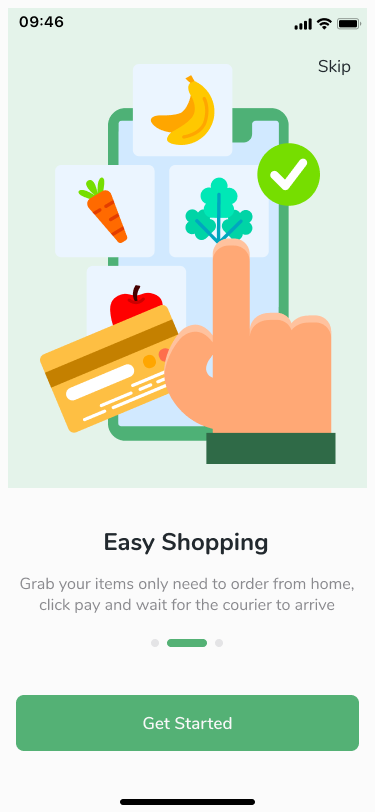 09:46
Skip
Easy Shopping
Grab your items only need to order from home,
click pay and wait for the courier to arrive
Get Started